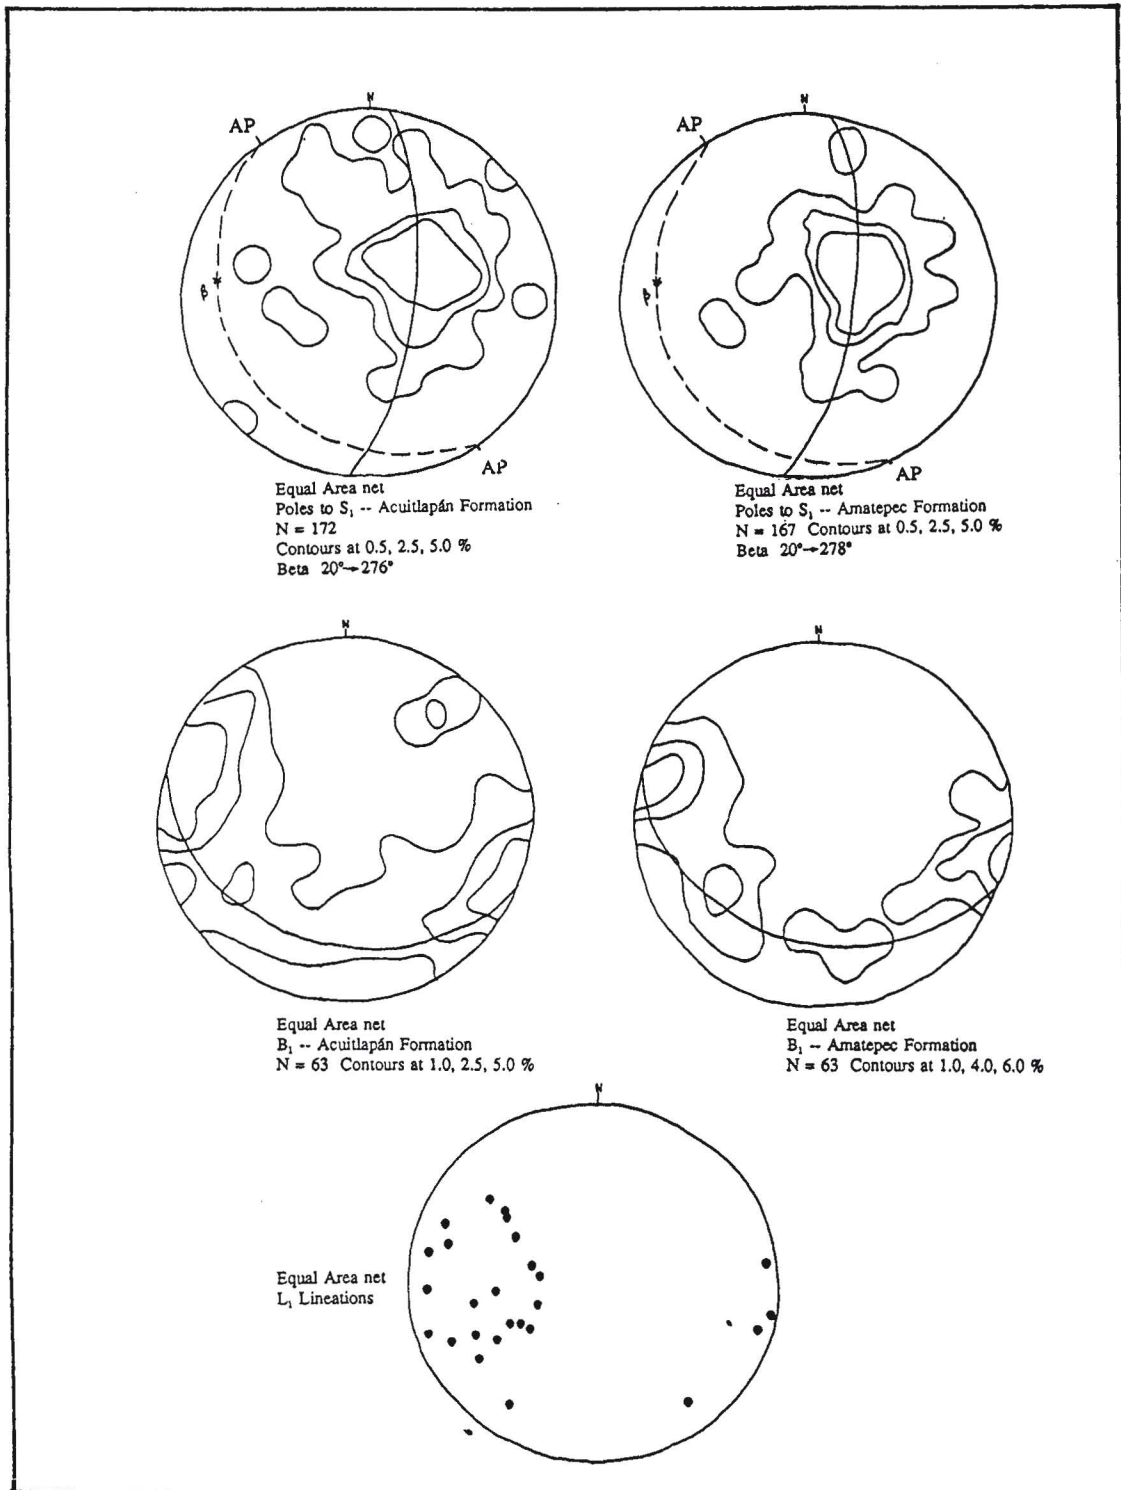 N
AP
β
AP
Equal Area net
Poles to S₁ -- Acuitlapán Formation
N = 172
Contours at 0.5, 2.5, 5.0 %
Beta 20°→276°
N
AP
β
AP
Equal Area net
Poles to S₁ -- Amatepec Formation
N = 167 Contours at 0.5, 2.5, 5.0 %
Beta 20°→278°
N
Equal Area net
B₁ -- Acuitlapán Formation
N = 63 Contours at 1.0, 2.5, 5.0 %
N
Equal Area net
B₁ -- Amatepec Formation
N = 63 Contours at 1.0, 4.0, 6.0 %
N
Equal Area net
L₁ Lineations